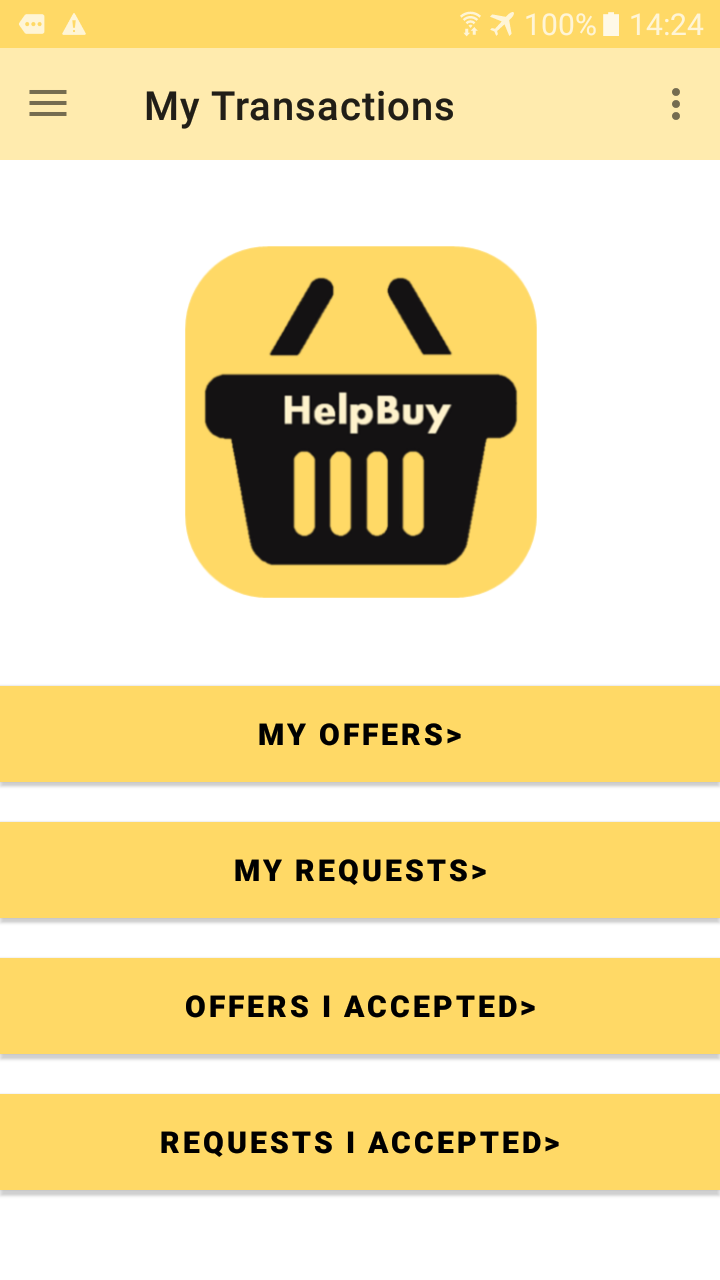 100% 14:24
My Transactions
HelpBuy
MY OFFERS>
MY REQUESTS>
OFFERS I ACCEPTED>
REQUESTS I ACCEPTED>